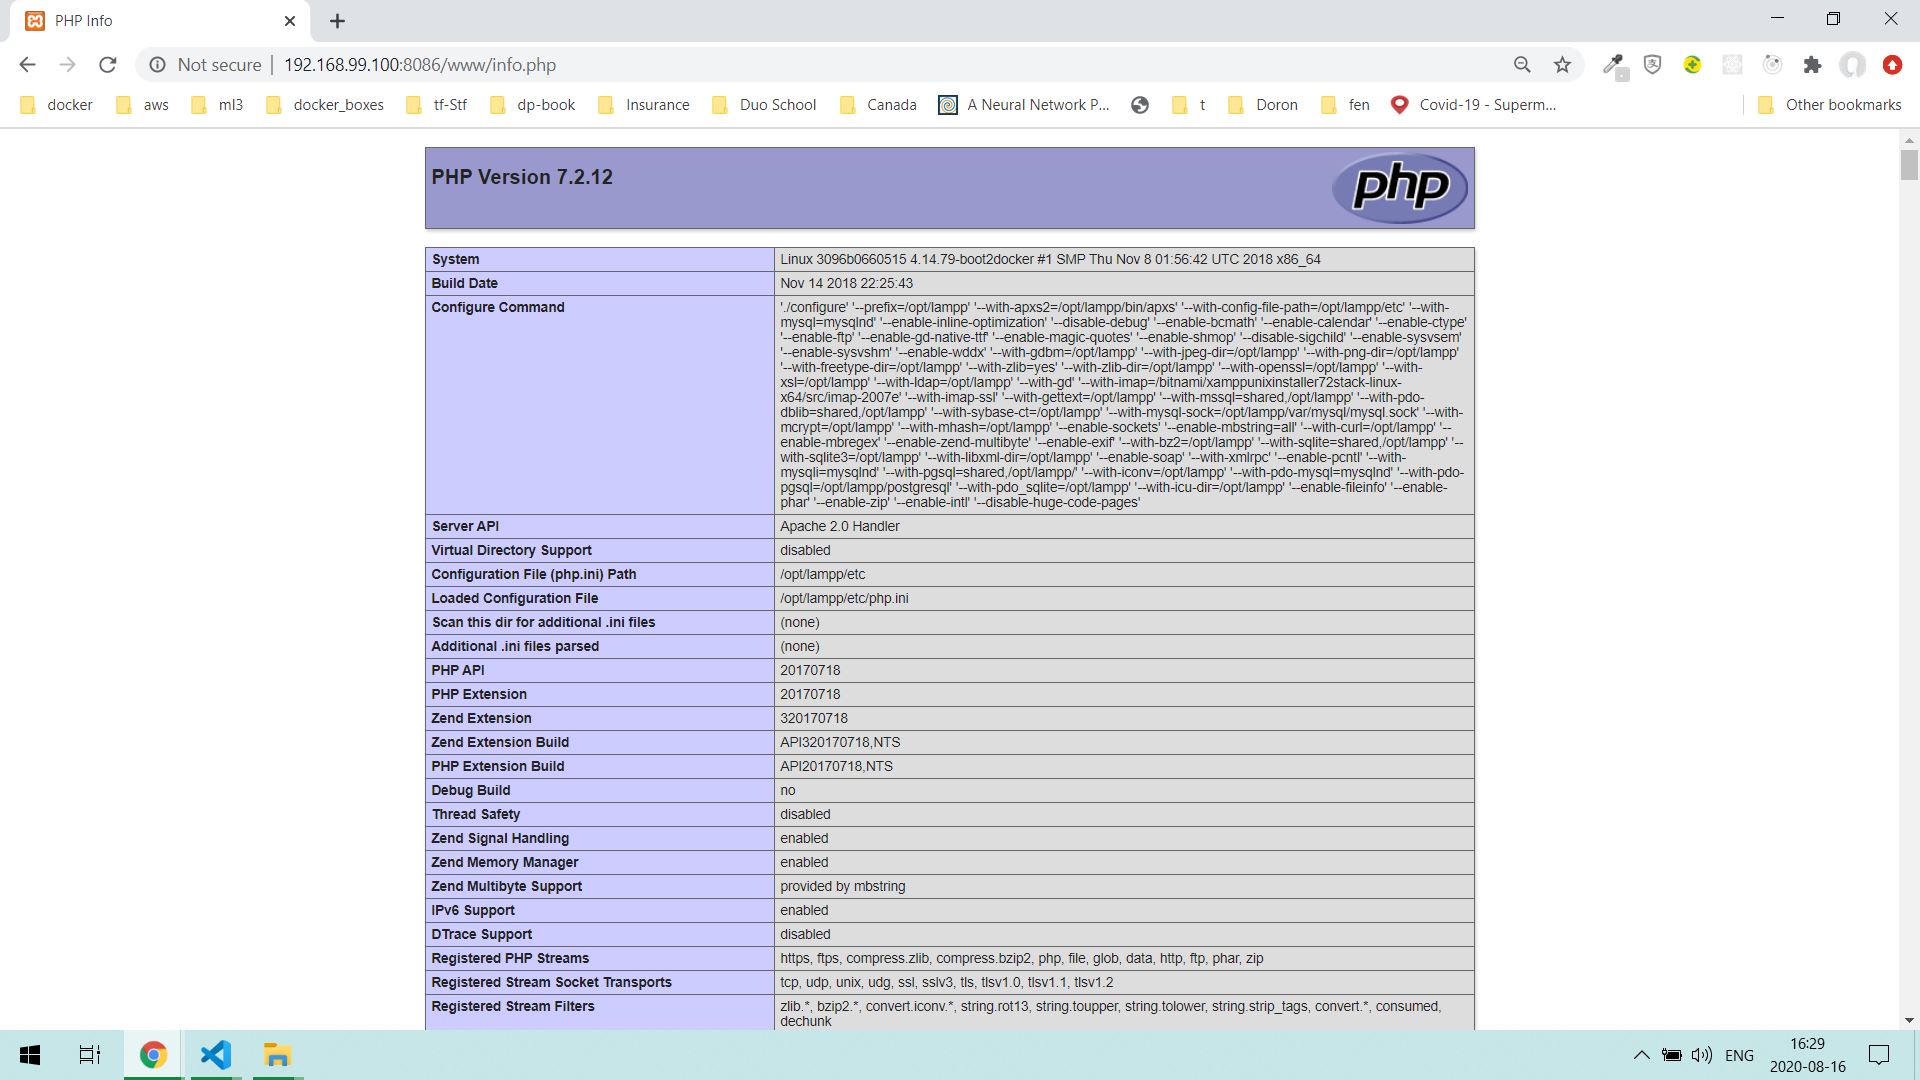 PHP Info
Not secure
192.168.99.100:8086/www/info.php
docker
aws
ml3
docker_boxes
tf-Stf
dp-book
Insurance
Duo School
Canada
A Neural Network P...
t
Doron
fen
Covid-19 - Superm...
Other bookmarks
PHP Version 7.2.12
php
System
Linux 3096b0660515 4.14.79-boot2docker #1 SMP Thu Nov 8 01:56:42 UTC 2018 x86_64
Build Date
Nov 14 2018 22:25:43
Configure Command
'./configure' '--prefix=/opt/lampp' '--with-apxs2=/opt/lampp/bin/apxs' '--with-config-file-path=/opt/lampp/etc' '--with-
mysql=mysqlnd' '--enable-inline-optimization' '--disable-debug' '--enable-bcmath' '--enable-calendar' '--enable-ctype'
'--enable-ftp' '--enable-gd-native-ttf' '--enable-magic-quotes' '--enable-shmop' '--disable-sigchild' '--enable-sysvsem'
'--enable-sysvshm' '--enable-wddx' '--with-gdbm=/opt/lampp' '--with-jpeg-dir=/opt/lampp' '--with-png-dir=/opt/lampp'
'--with-freetype-dir=/opt/lampp' '--with-zlib=yes' '--with-zlib-dir=/opt/lampp' '--with-openssl=/opt/lampp' '--with-
xsl=/opt/lampp' '--with-ldap=/opt/lampp' '--with-gd' '--with-imap=/bitnami/xamppunixinstaller72stack-linux-
x64/src/imap-2007e' '--with-imap-ssl' '--with-gettext=/opt/lampp' '--with-mssql=shared,/opt/lampp' '--with-pdo-
dblib=shared,/opt/lampp' '--with-sybase-ct=/opt/lampp' '--with-mysql-sock=/opt/lampp/var/mysql/mysql.sock' '--with-
mcrypt=/opt/lampp' '--with-mhash=/opt/lampp' '--enable-sockets' '--enable-mbstring=all' '--with-curl=/opt/lampp' '--
enable-mbregex' '--enable-zend-multibyte' '--enable-exif' '--with-bz2=/opt/lampp' '--with-sqlite=shared,/opt/lampp' '--
with-sqlite3=/opt/lampp' '--with-libxml-dir=/opt/lampp' '--enable-soap' '--with-xmlrpc' '--enable-pcntl' '--with-
mysqli=mysqlnd' '--with-pgsql=shared,/opt/lampp/' '--with-iconv=/opt/lampp' '--with-pdo-mysql=mysqlnd' '--with-pdo-
pgsql=/opt/lampp/postgresql' '--with-pdo_sqlite=/opt/lampp' '--with-icu-dir=/opt/lampp' '--enable-fileinfo' '--enable-
phar' '--enable-zip' '--enable-intl' '--disable-huge-code-pages'
Server API
Apache 2.0 Handler
Virtual Directory Support
disabled
Configuration File (php.ini) Path
/opt/lampp/etc
Loaded Configuration File
/opt/lampp/etc/php.ini
Scan this dir for additional .ini files
(none)
Additional .ini files parsed
(none)
PHP API
20170718
PHP Extension
20170718
Zend Extension
320170718
Zend Extension Build
API320170718,NTS
PHP Extension Build
API20170718,NTS
Debug Build
no
Thread Safety
disabled
Zend Signal Handling
enabled
Zend Memory Manager
enabled
Zend Multibyte Support
provided by mbstring
IPv6 Support
enabled
DTrace Support
disabled
Registered PHP Streams
https, ftps, compress.zlib, compress.bzip2, php, file, glob, data, http, ftp, phar, zip
Registered Stream Socket Transports
tcp, udp, unix, udg, ssl, sslv3, tls, tlsv1.0, tlsv1.1, tlsv1.2
Registered Stream Filters
zlib.*, bzip2.*, convert.iconv.*, string.rot13, string.toupper, string.tolower, string.strip_tags, convert.*, consumed,
dechunk
ENG
16:29
2020-08-16